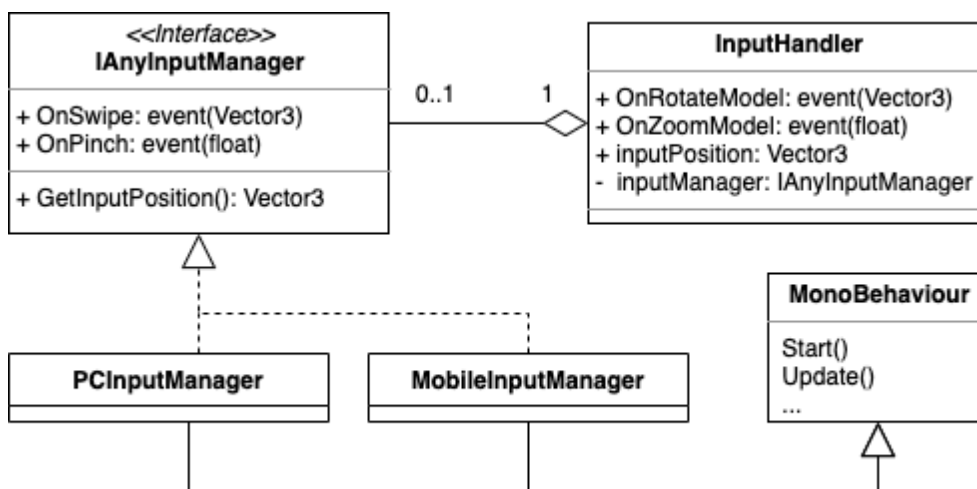 <<Interface>>
IAnyInputManager
+ OnSwipe: event(Vector3)
+ OnPinch: event(float)
+ GetInputPosition(): Vector3
0..1
1
InputHandler
+ OnRotateModel: event(Vector3)
+ OnZoomModel: event(float)
+ inputPosition: Vector3
- inputManager: IAnyInputManager
PCInputManager
MobileInputManager
MonoBehaviour
Start()
Update()
...